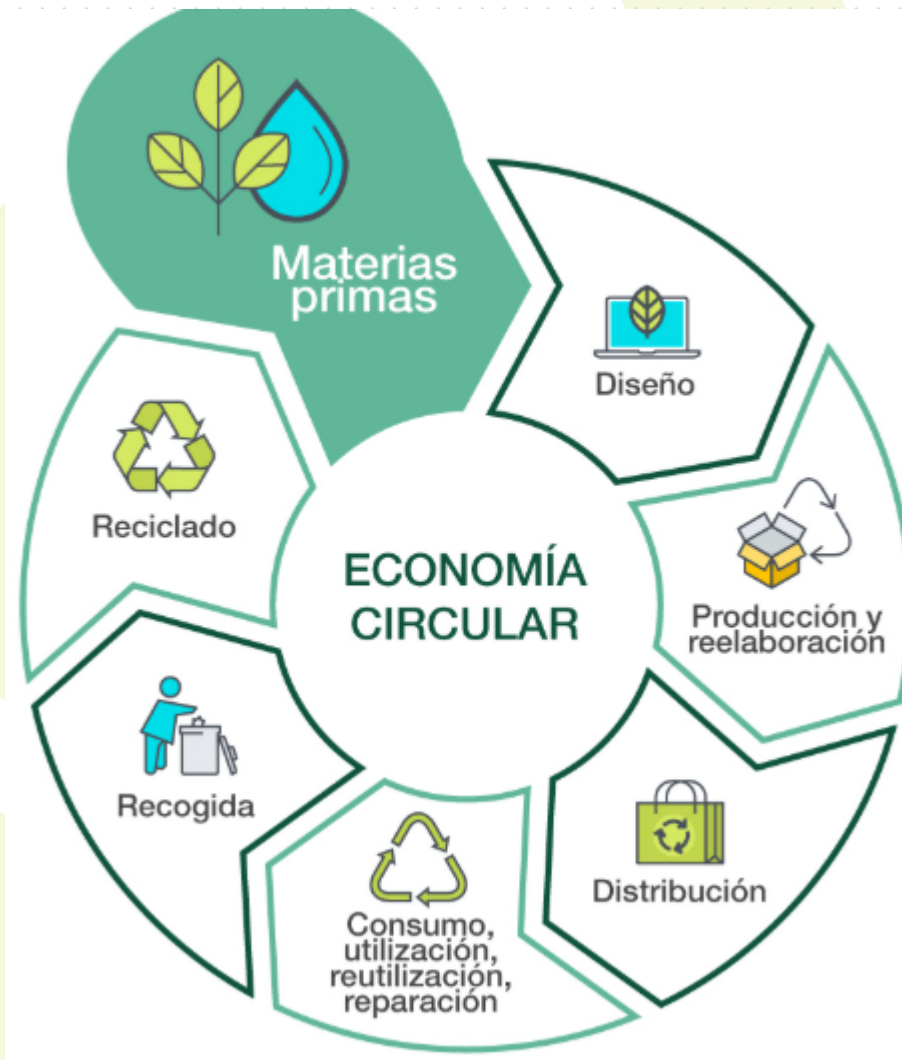 Materias
primas
Diseño
Producción y
reelaboración
Distribución
Consumo,
utilización,
reutilización,
reparación
Recogida
Reciclado
ECONOMÍA
CIRCULAR